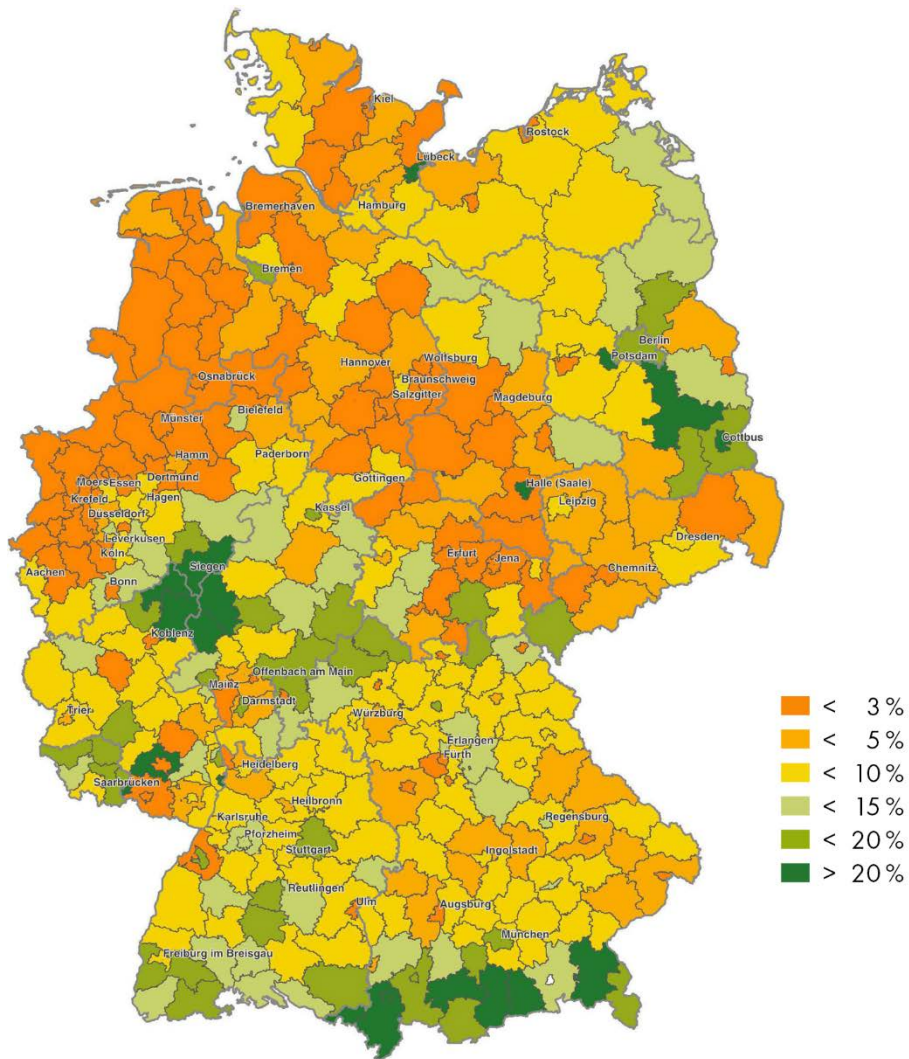 Kiel
Rostock
Lübeck
Bremerhaven
Hamburg
Bremen
Berlin
Hannover
Wolfsburg
Potsdam
Osnabrück
Braunschweig
Salzgitter
Magdeburg
Münster
Bielefeld
Cottbus
Hamm
Paderborn
Moers
Essen
Dortmund
Göttingen
Halle (Saale)
Krefeld
Hagen
Leipzig
Düsseldorf
Kassel
Leverkusen
Dresden
Köln
Erfurt
Jena
Siegen
Chemnitz
Aachen
Bonn
Koblenz
Offenbach am Main
Mainz
Darmstadt
Trier
Würzburg
Erlangen
Fürth
Heidelberg
Saarbrücken
Heilbronn
Karlsruhe
Regensburg
Pforzheim
Stuttgart
Ingolstadt
Reutlingen
Ulm
Augsburg
München
Freiburg im Breisgau
< 3 %
< 5 %
< 10 %
< 15 %
< 20 %
> 20 %